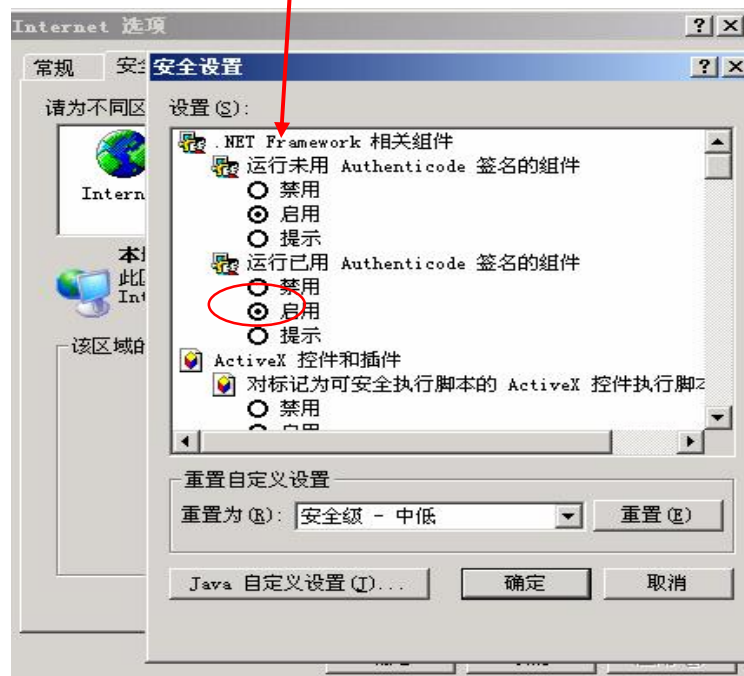 Internet 选项
常规
安全设置
请为不同区
设置(S):
.NET Framework 相关组件
运行未用 Authenticode 签名的组件
禁用
启用
提示
运行已用 Authenticode 签名的组件
禁用
启用
提示
ActiveX 控件和插件
对标记为可安全执行脚本的 ActiveX 控件执行脚
禁用
Intern
本
此
Int
该区域的
重置自定义设置
重置为(R): 安全级 - 中低
重置(E)
Java 自定义设置(J)...
确定
取消